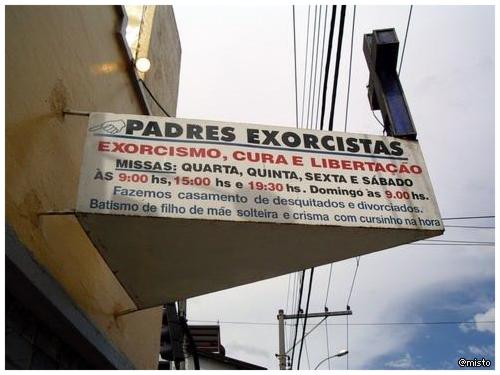 PADRES EXORCISTAS
EXORCISMO, CURA E LIBERTAÇÃO
MISSAS: QUARTA, QUINTA, SEXTA E SÁBADO
ÀS 9:00 hs, 15:00 hs e 19:30 hs. Domingo às 9.00 hs.
Fazemos casamento de desquitados e divorciados.
Batismo de filho de mãe solteira e crisma com cursinho na hora
@misto